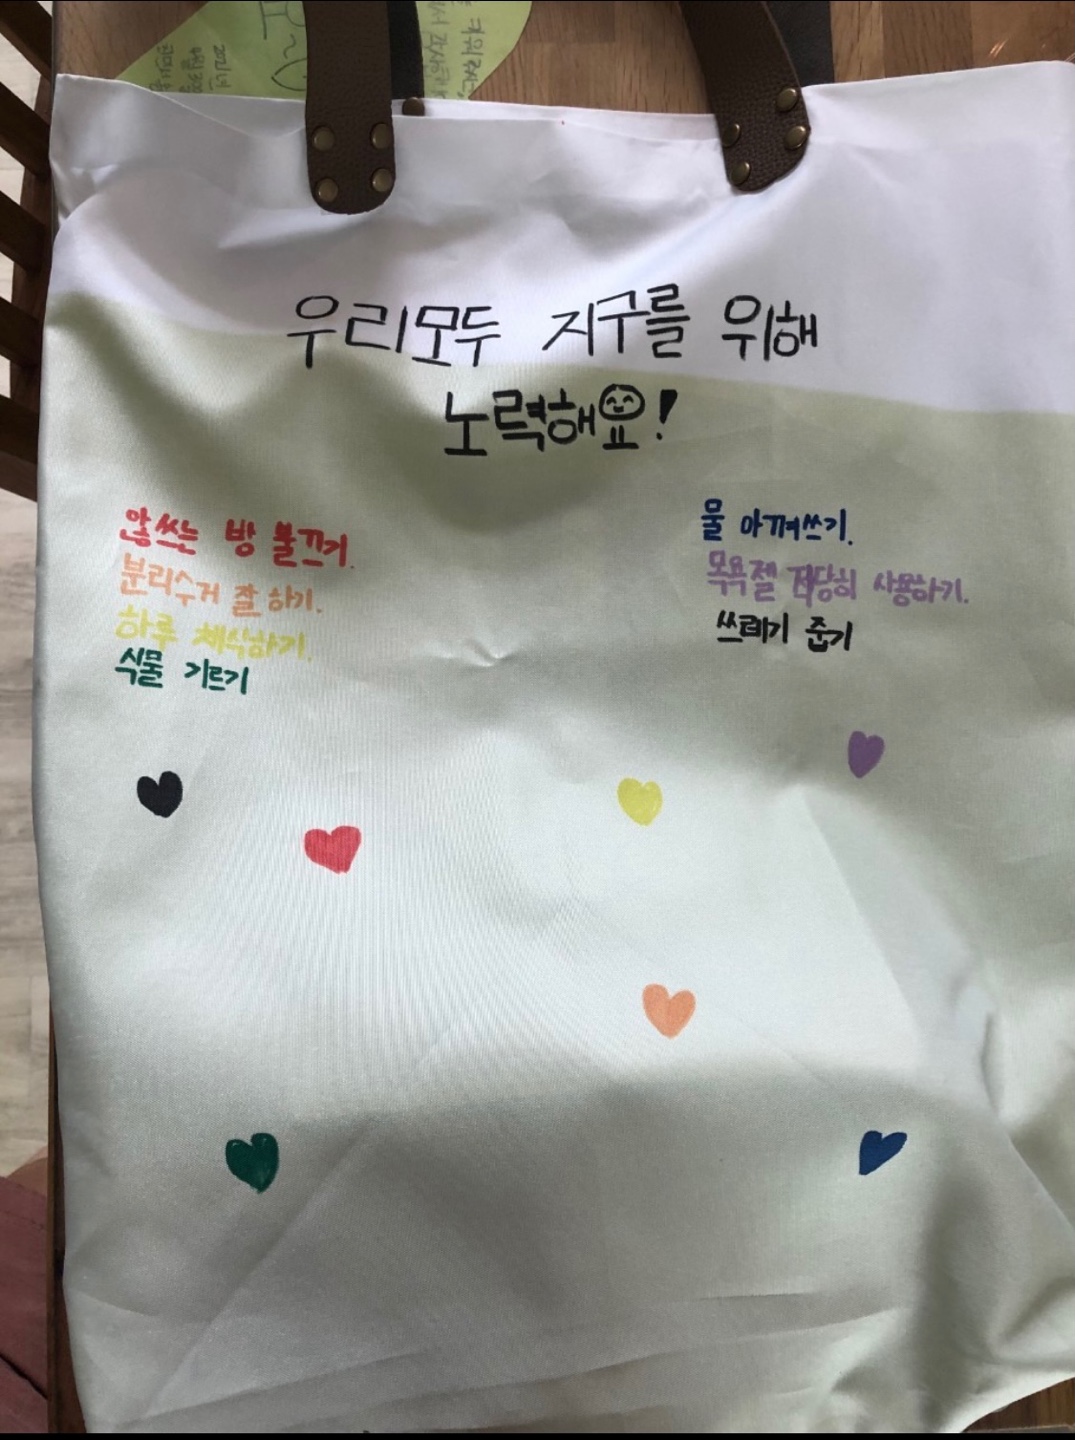 우리모두 지구를 위해
노력해요!
않쓰는 방 불끄기.
분리수거 잘 하기.
하루 채식하기.
식물 기르기
물 아껴쓰기.
목욕젤 적당히 사용하기.
쓰레기 줍기